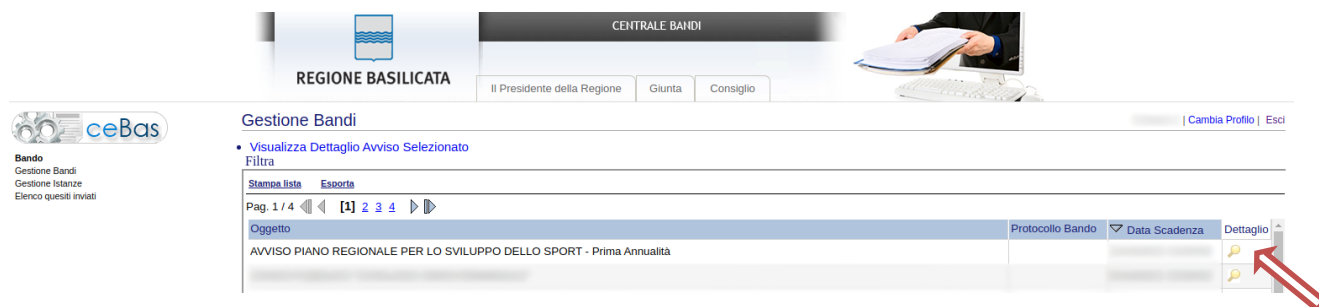 CENTRALE BANDI
REGIONE BASILICATA
Il Presidente della Regione Giunta Consiglio
ceBas
Gestione Bandi
| Cambia Profilo | Esci
Visualizza Dettaglio Avviso Selezionato
Filtra
Bando
Gestione Bandi
Gestione Istanze
Elenco quesiti inviati
Stampa lista Esporta
Pag. 1 / 4 [1] 2 3 4
Oggetto Protocollo Bando Data Scadenza Dettaglio
AVVISO PIANO REGIONALE PER LO SVILUPPO DELLO SPORT - Prima Annualità